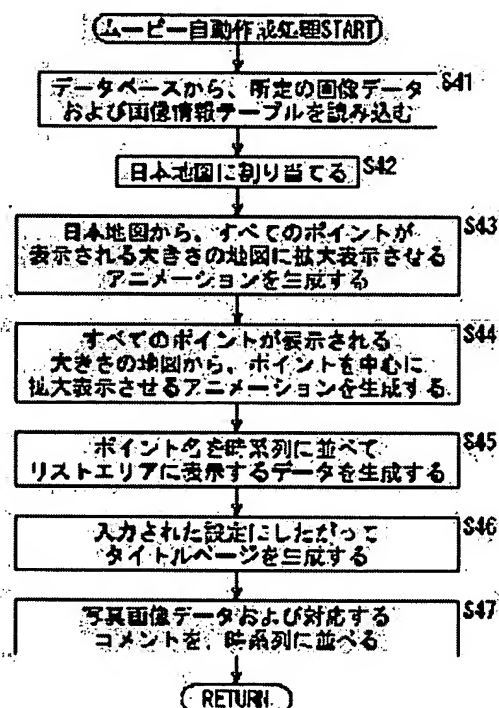 ムービー自動作成処理START
データベースから、所定の画像データ S41
および画像情報テーブルを読み込む
日本地図に割り当てる S42
日本地図から、すべてのポイントが S43
表示される大きさの地図に拡大表示させる
アニメーションを生成する
すべてのポイントが表示される S44
大きさの地図から、ポイントを中心に
拡大表示させるアニメーションを生成する
ポイント名を時系列に並べて S45
リストエリアに表示するデータを生成する
入力された設定にしたがって S46
タイトルページを生成する
写真画像データおよび対応する S47
コメントを、時系列に並べる
RETURN